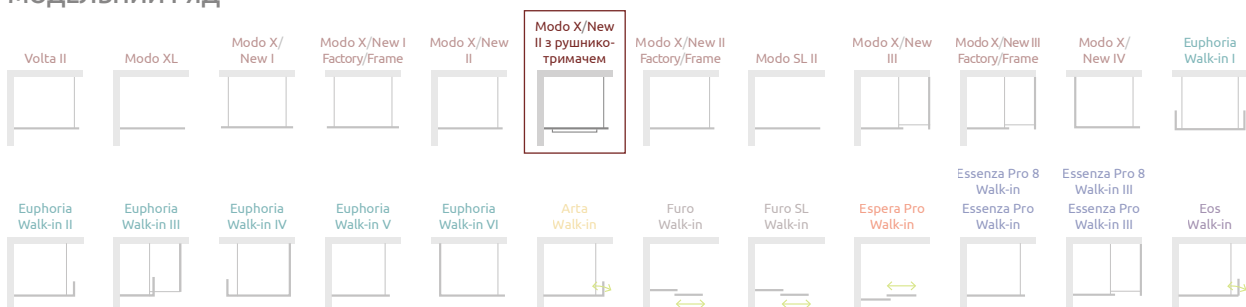 МОДЕЛЬНИЙ РЯД
Volta II
Modo XL
Modo X/
New I
Modo X/New I
Factory/Frame
Modo X/New
II
Modo X/New
II з рушнико-
тримачем
Modo X/New II
Factory/Frame
Modo SL II
Modo X/New
III
Modo X/New III
Factory/Frame
Modo X/
New IV
Euphoria
Walk-in I
Euphoria
Walk-in II
Euphoria
Walk-in III
Euphoria
Walk-in IV
Euphoria
Walk-in V
Euphoria
Walk-in VI
Arta
Walk-in
Furo
Walk-in
Furo SL
Walk-in
Espera Pro
Walk-in
Essenza Pro 8
Walk-in
Essenza Pro
Walk-in
Essenza Pro 8
Walk-in III
Essenza Pro
Walk-in III
Eos
Walk-in